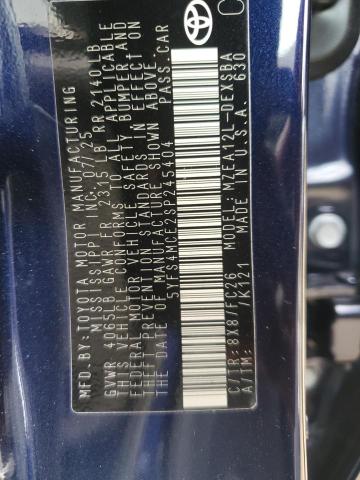 MFD.BY:TOYOTA MOTOR MANUFACTURING
MISSISSIPPI INC. 07/25
GVWR 4065LB GAWR FR 2315 LB RR 2140LB
THIS VEHICLE CONFORMS TO ALL APPLICABLE
FEDERAL MOTOR VEHICLE SAFETY, BUMPER AND
THEFT PREVENTION STANDARDS IN EFFECT ON
THE DATE OF MANUFACTURE SHOWN ABOVE.
5YFS4MCE2SP245404 PASS.CAR
C/TR: 8X8/FC26 MODEL: MZEA12L-DEXSBA
A/TM: /K121 MADE IN U.S.A. 630